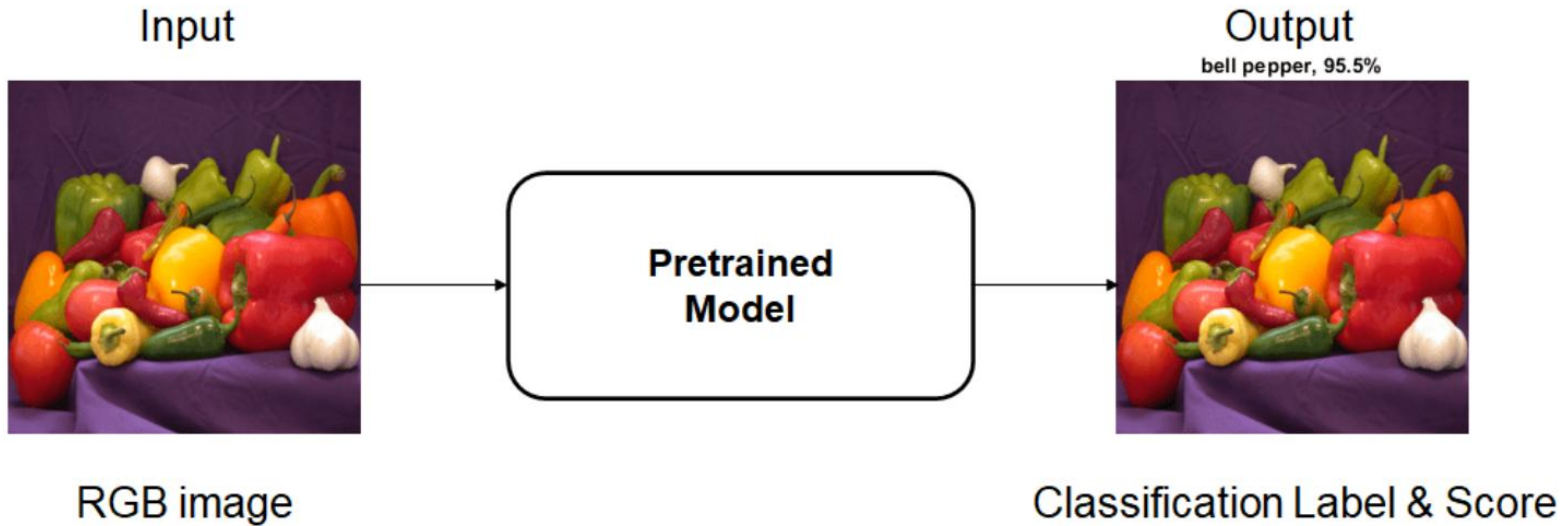 Input
Output
bell pepper, 95.5%
Pretrained
Model
RGB image
Classification Label & Score